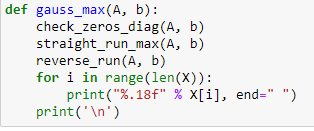 def gauss_max(A, b):
    check_zeros_diag(A, b)
    straight_run_max(A, b)
    reverse_run(A, b)
    for i in range(len(X)):
        print("%.18f" % X[i], end=" ")
    print('\n')